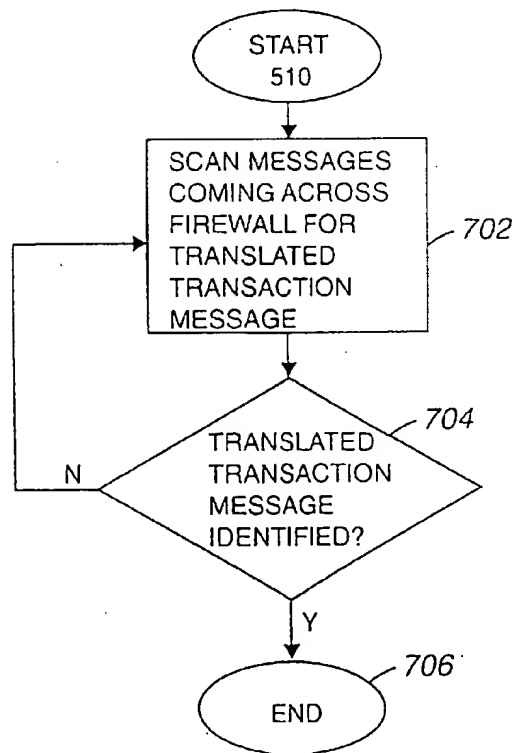 START
510
SCAN MESSAGES
COMING ACROSS
FIREWALL FOR
TRANSLATED
TRANSACTION
MESSAGE
702
704
TRANSLATED
TRANSACTION
MESSAGE
IDENTIFIED?
N
Y
706
END